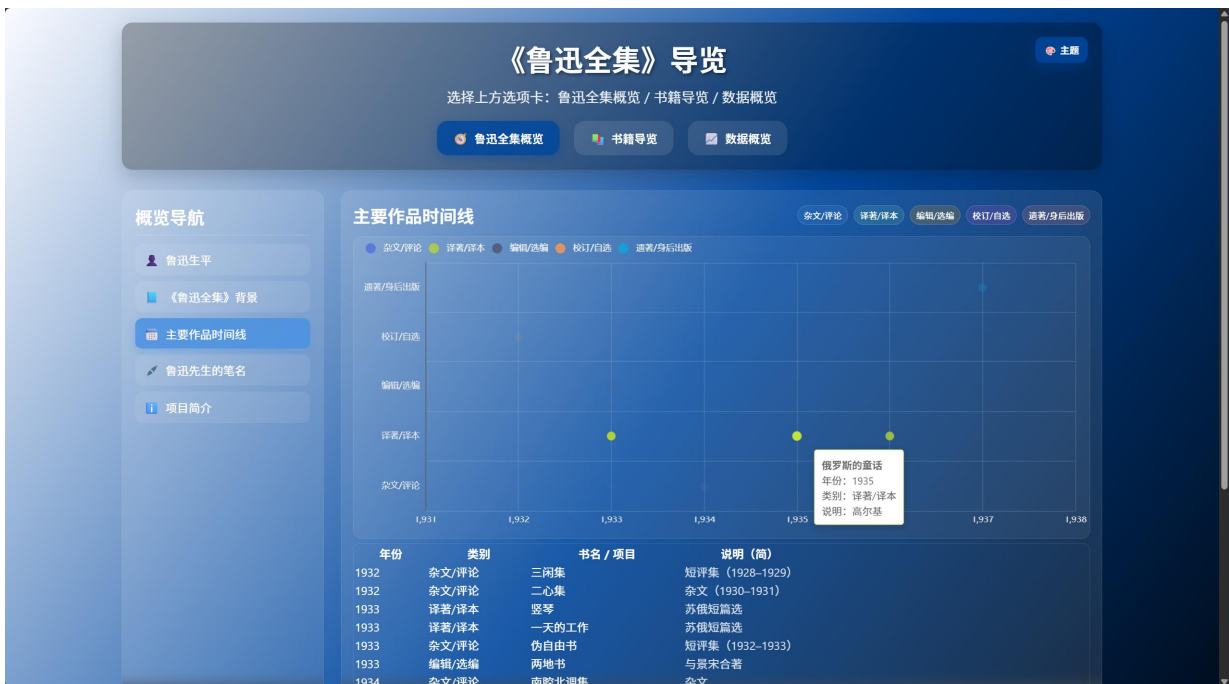 《鲁迅全集》导览
主题
选择上方选项卡：鲁迅全集概览 / 书籍导览 / 数据概览
鲁迅全集概览
书籍导览
数据概览
概览导航
鲁迅生平
《鲁迅全集》背景
主要作品时间线
鲁迅先生的笔名
项目简介
主要作品时间线
杂文/评论 译著/译本 编辑/选编 校订/自选 遗著/身后出版
杂文/评论 译著/译本 编辑/选编 校订/自选 遗著/身后出版
遗著/身后出版
校订/自选
编辑/选编
译著/译本
杂文/评论
俄罗斯的童话
年份：1935
类别：译著/译本
说明：高尔基
1,931 1,932 1,933 1,934 1,935 1,937 1,938
年份 类别 书名 / 项目 说明（简）
1932 杂文/评论 三闲集 短评集（1928–1929）
1932 杂文/评论 二心集 杂文（1930–1931）
1933 译著/译本 竖琴 苏俄短篇选
1933 译著/译本 一天的工作 苏俄短篇选
1933 杂文/评论 伪自由书 短评集（1932–1933）
1933 编辑/选编 两地书 与景宋合著
1934 杂文/评论 南腔北调集 杂文